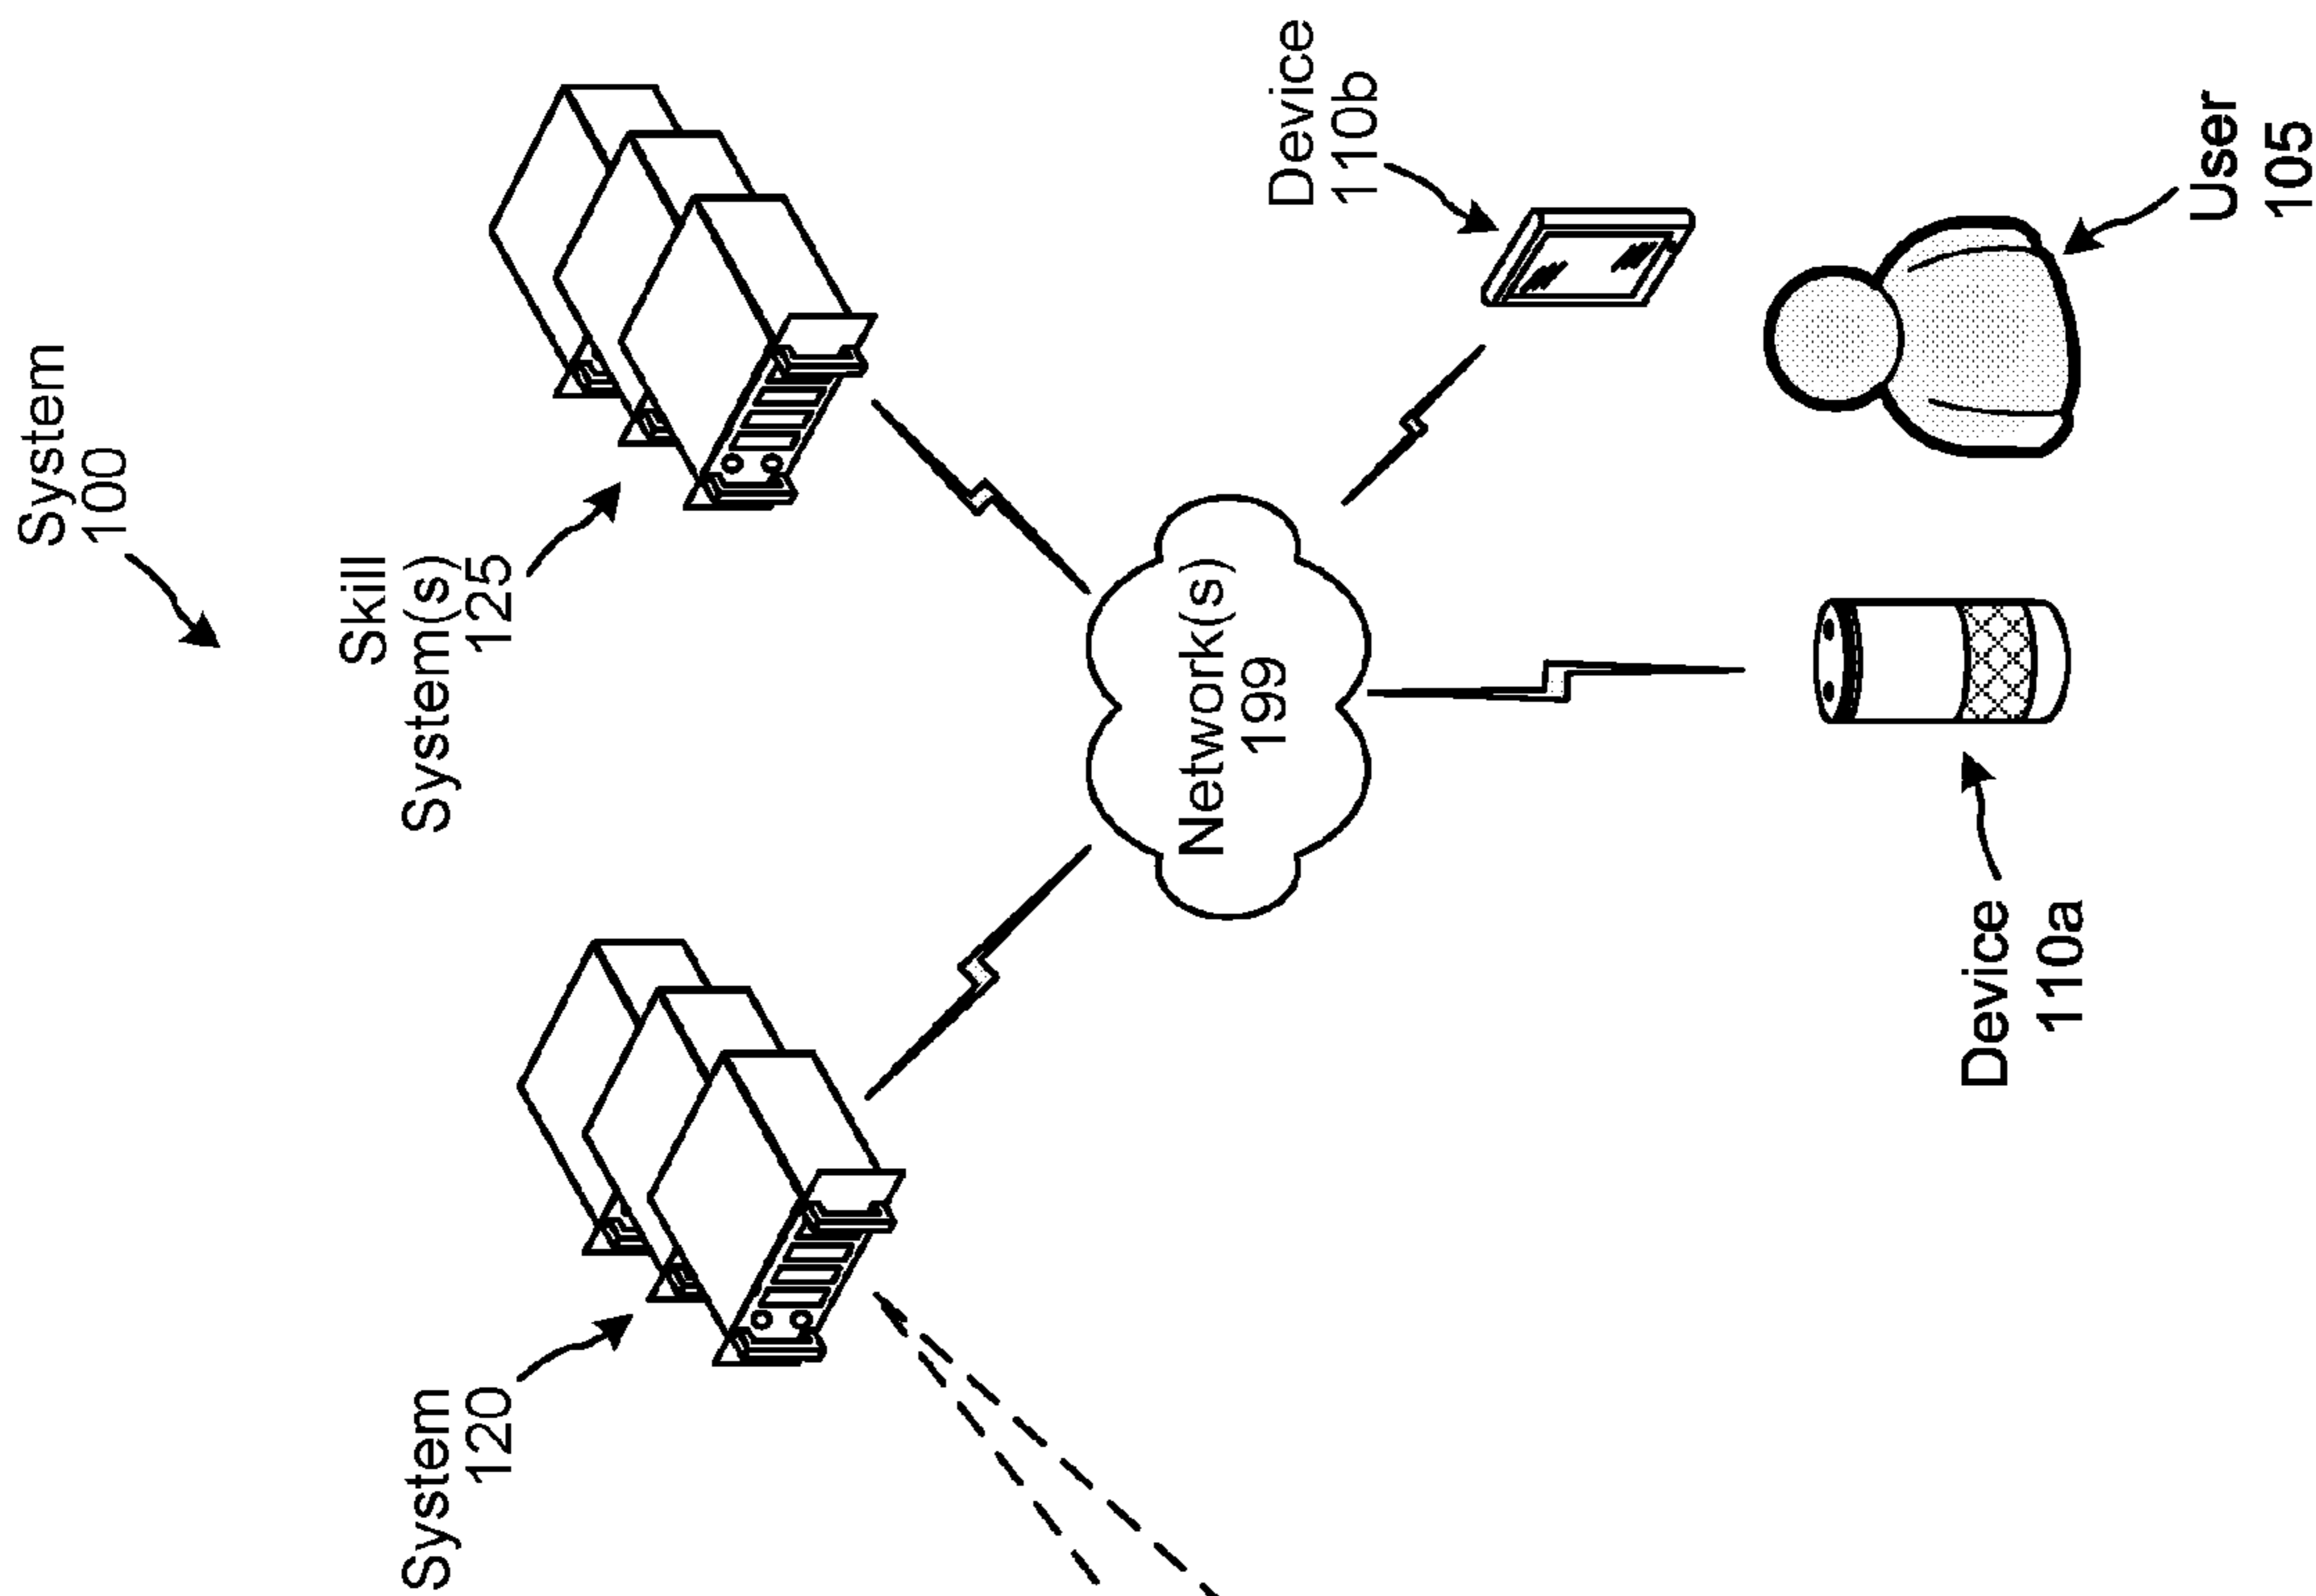 System
100
Skill
System(s)
125
System
120
Network(s)
199
Device
110b
Device
110a
User
105